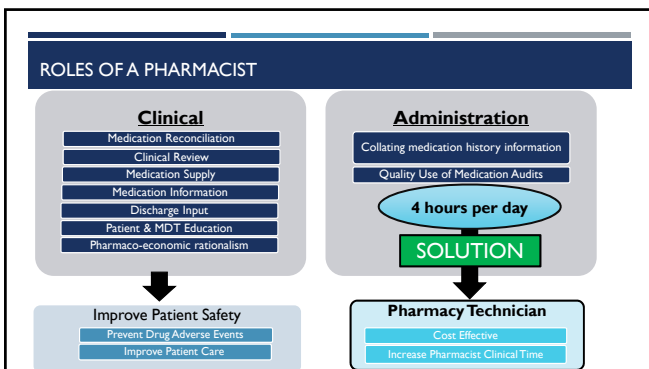 ROLES OF A PHARMACIST
Clinical
Medication Reconciliation
Clinical Review
Medication Supply
Medication Information
Discharge Input
Patient & MDT Education
Pharmaco-economic rationalism
Improve Patient Safety
Prevent Drug Adverse Events
Improve Patient Care
Administration
Collating medication history information
Quality Use of Medication Audits
4 hours per day
SOLUTION
Pharmacy Technician
Cost Effective
Increase Pharmacist Clinical Time